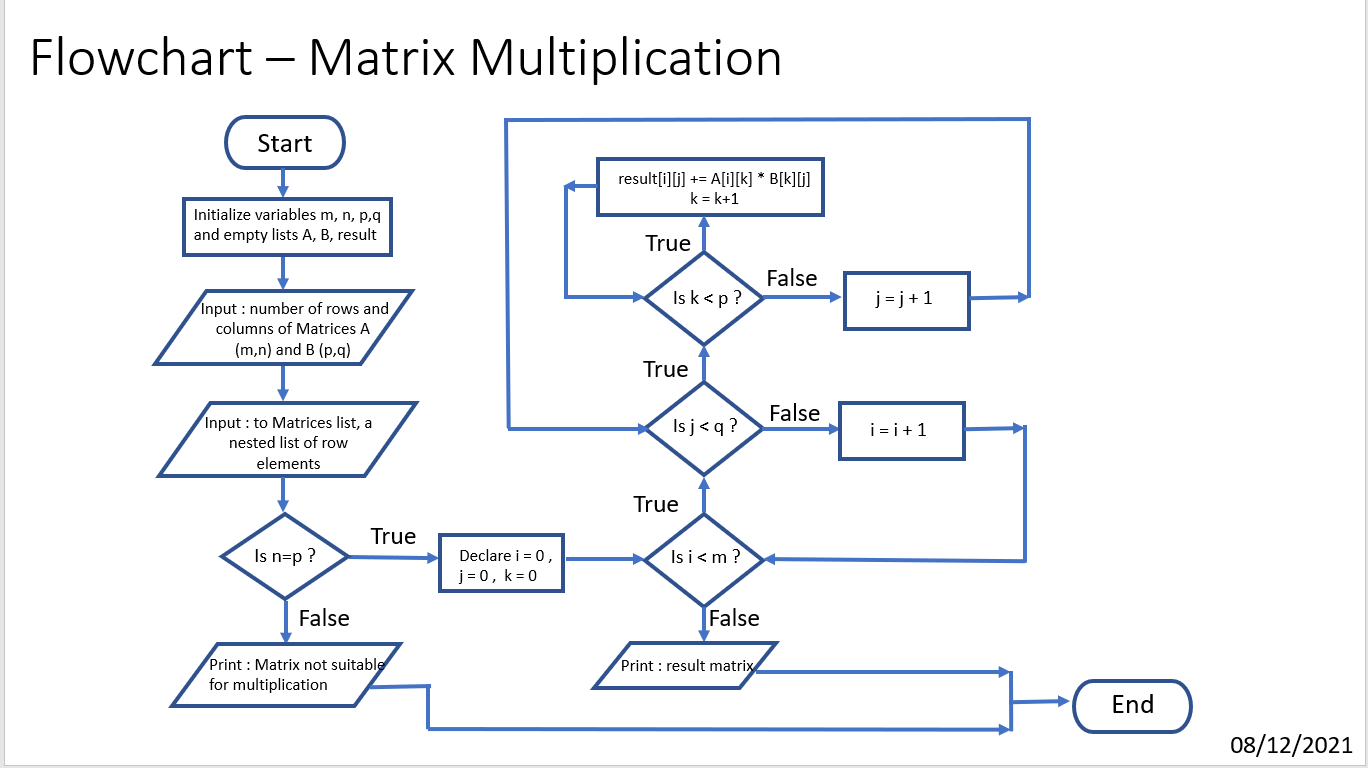 Flowchart – Matrix Multiplication
Start
Initialize variables m, n, p,q
and empty lists A, B, result
Input : number of rows and
columns of Matrices A
(m,n) and B (p,q)
Input : to Matrices list, a
nested list of row
elements
Is n=p ?
True
False
Print : Matrix not suitable
for multiplication
Declare i = 0 ,
j = 0 , k = 0
Is i < m ?
True
False
Print : result matrix
Is j < q ?
True
False
i = i + 1
Is k < p ?
True
False
j = j + 1
result[i][j] += A[i][k] * B[k][j]
k = k+1
End
08/12/2021